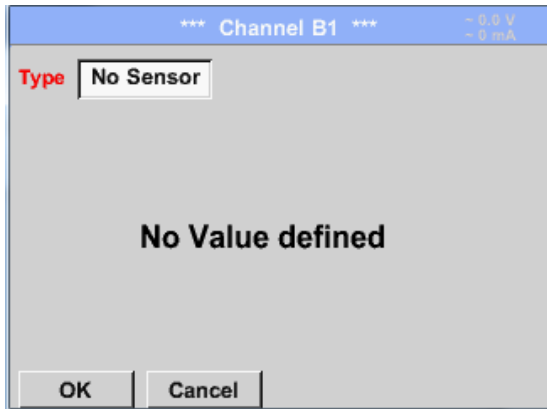 *** Channel B1 ***
~ 0.0 V
~ 0 mA
Type No Sensor
No Value defined
OK Cancel